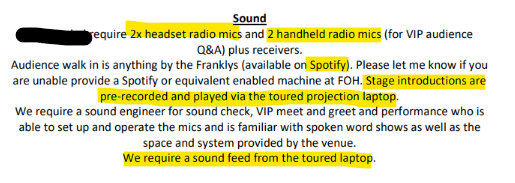 Sound
require 2x headset radio mics and 2 handheld radio mics (for VIP audience
Q&A) plus receivers.
Audience walk in is anything by the Franklys (available on Spotify). Please let me know if you
are unable provide a Spotify or equivalent enabled machine at FOH. Stage introductions are
pre-recorded and played via the toured projection laptop.
We require a sound engineer for sound check, VIP meet and greet and performance who is
able to set up and operate the mics and is familiar with spoken word shows as well as the
space and system provided by the venue.
We require a sound feed from the toured laptop.